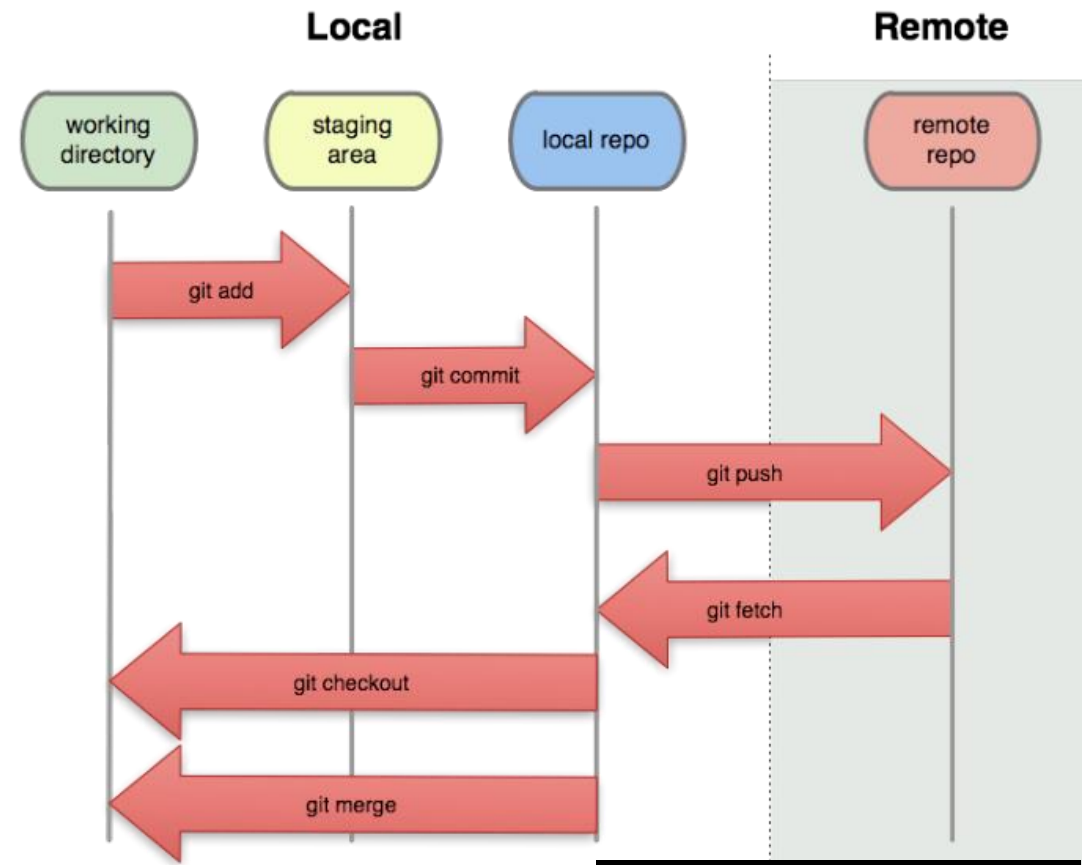 Local
Remote
working
directory
staging
area
local repo
remote
repo
git add
git commit
git push
git fetch
git checkout
git merge